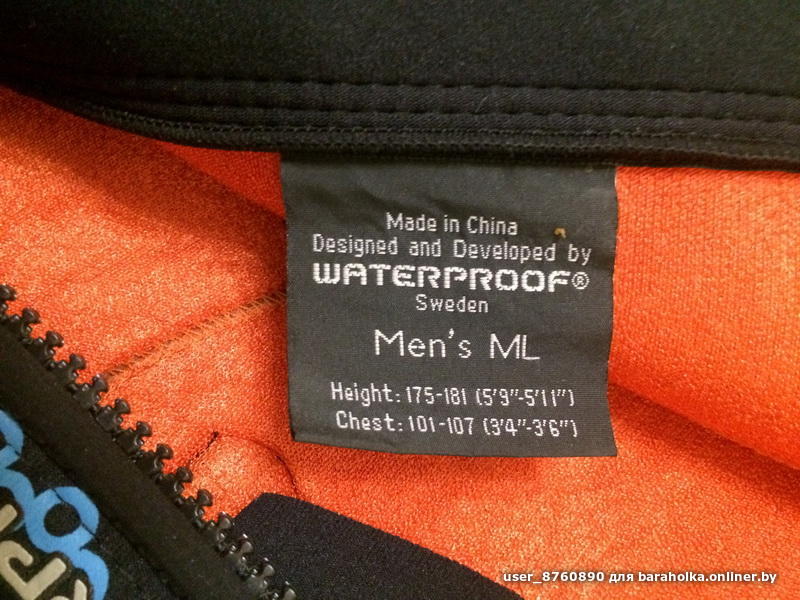 Made in China
Designed and Developed by
WATERPROOF®
Sweden
Men's ML
Height: 175-181 (5'9"-5'11")
Chest: 101-107 (3'4"-3'6")
user_8760890 для baraholka.onliner.by